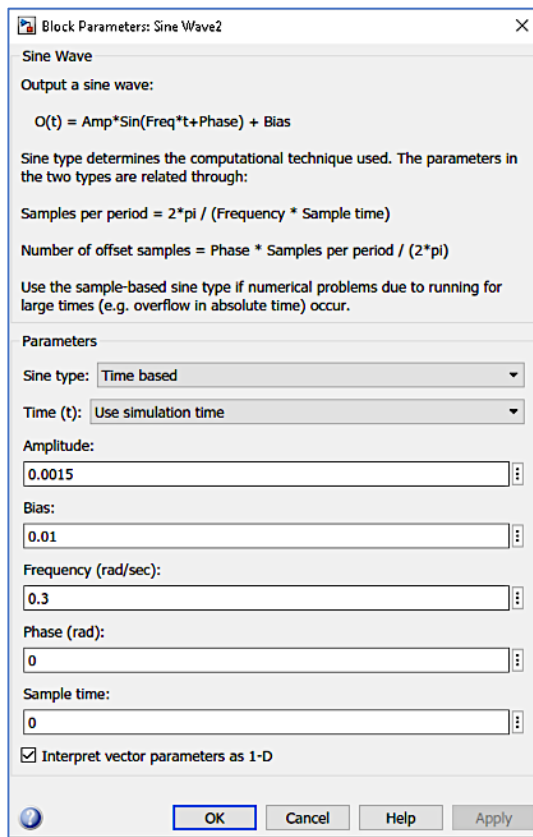 Block Parameters: Sine Wave2
Sine Wave
Output a sine wave:
O(t) = Amp*Sin(Freq*t+Phase) + Bias
Sine type determines the computational technique used. The parameters in
the two types are related through:
Samples per period = 2*pi / (Frequency * Sample time)
Number of offset samples = Phase * Samples per period / (2*pi)
Use the sample-based sine type if numerical problems due to running for
large times (e.g. overflow in absolute time) occur.
Parameters
Sine type: Time based
Time (t): Use simulation time
Amplitude:
0.0015
Bias:
0.01
Frequency (rad/sec):
0.3
Phase (rad):
0
Sample time:
0
Interpret vector parameters as 1-D
OK Cancel Help Apply